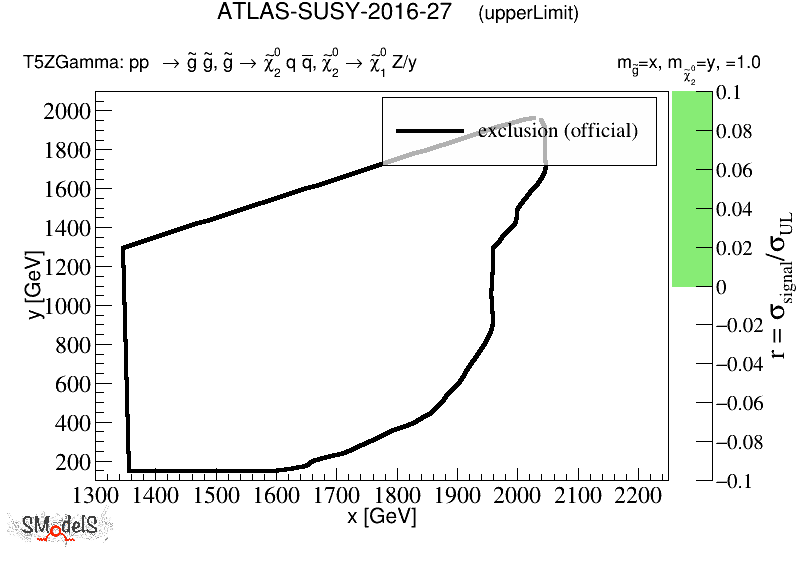 ATLAS-SUSY-2016-27 (upperLimit)
T5ZGamma: pp → g̃ g̃, g̃ → χ̃⁰₂ q q̅, χ̃⁰₂ → χ̃⁰₁ Z/y
m_g̃=x, m_χ̃⁰₂=y, =1.0
exclusion (official)
y [GeV]
2000
1800
1600
1400
1200
1000
800
600
400
200
1300 1400 1500 1600 1700 1800 1900 2000 2100 2200
x [GeV]
0.1
0.08
0.06
0.04
0.02
0
−0.02
−0.04
−0.06
−0.08
−0.1
r = σ_signal/σ_UL
SModelS